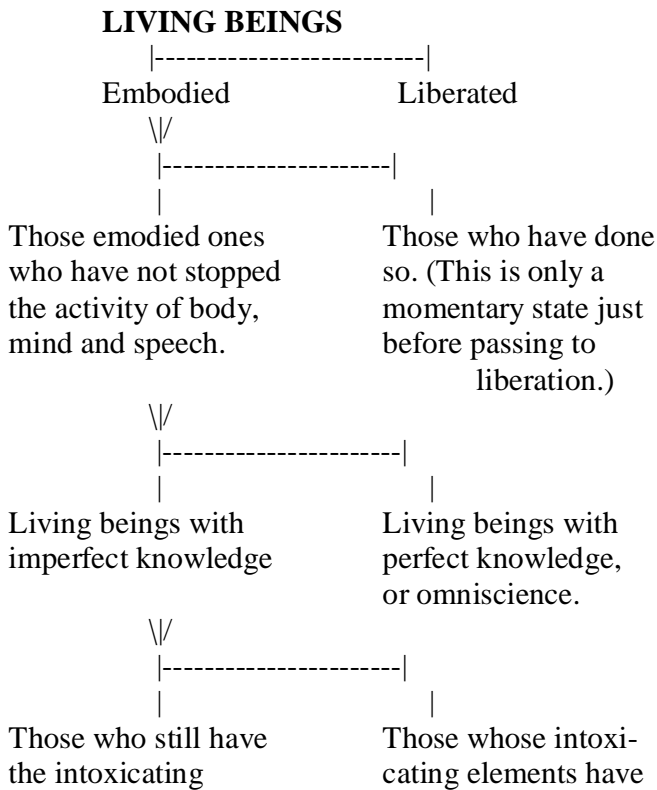 LIVING BEINGS
|--------------------------|
Embodied Liberated
\|/
|----------------------|
| |
Those emodied ones Those who have done
who have not stopped so. (This is only a
the activity of body, momentary state just
mind and speech. before passing to
liberation.)
\|/
|-----------------------|
| |
Living beings with Living beings with
imperfect knowledge perfect knowledge,
or omniscience.
\|/
|-----------------------|
| |
Those who still have Those whose intoxi-
the intoxicating cating elements have